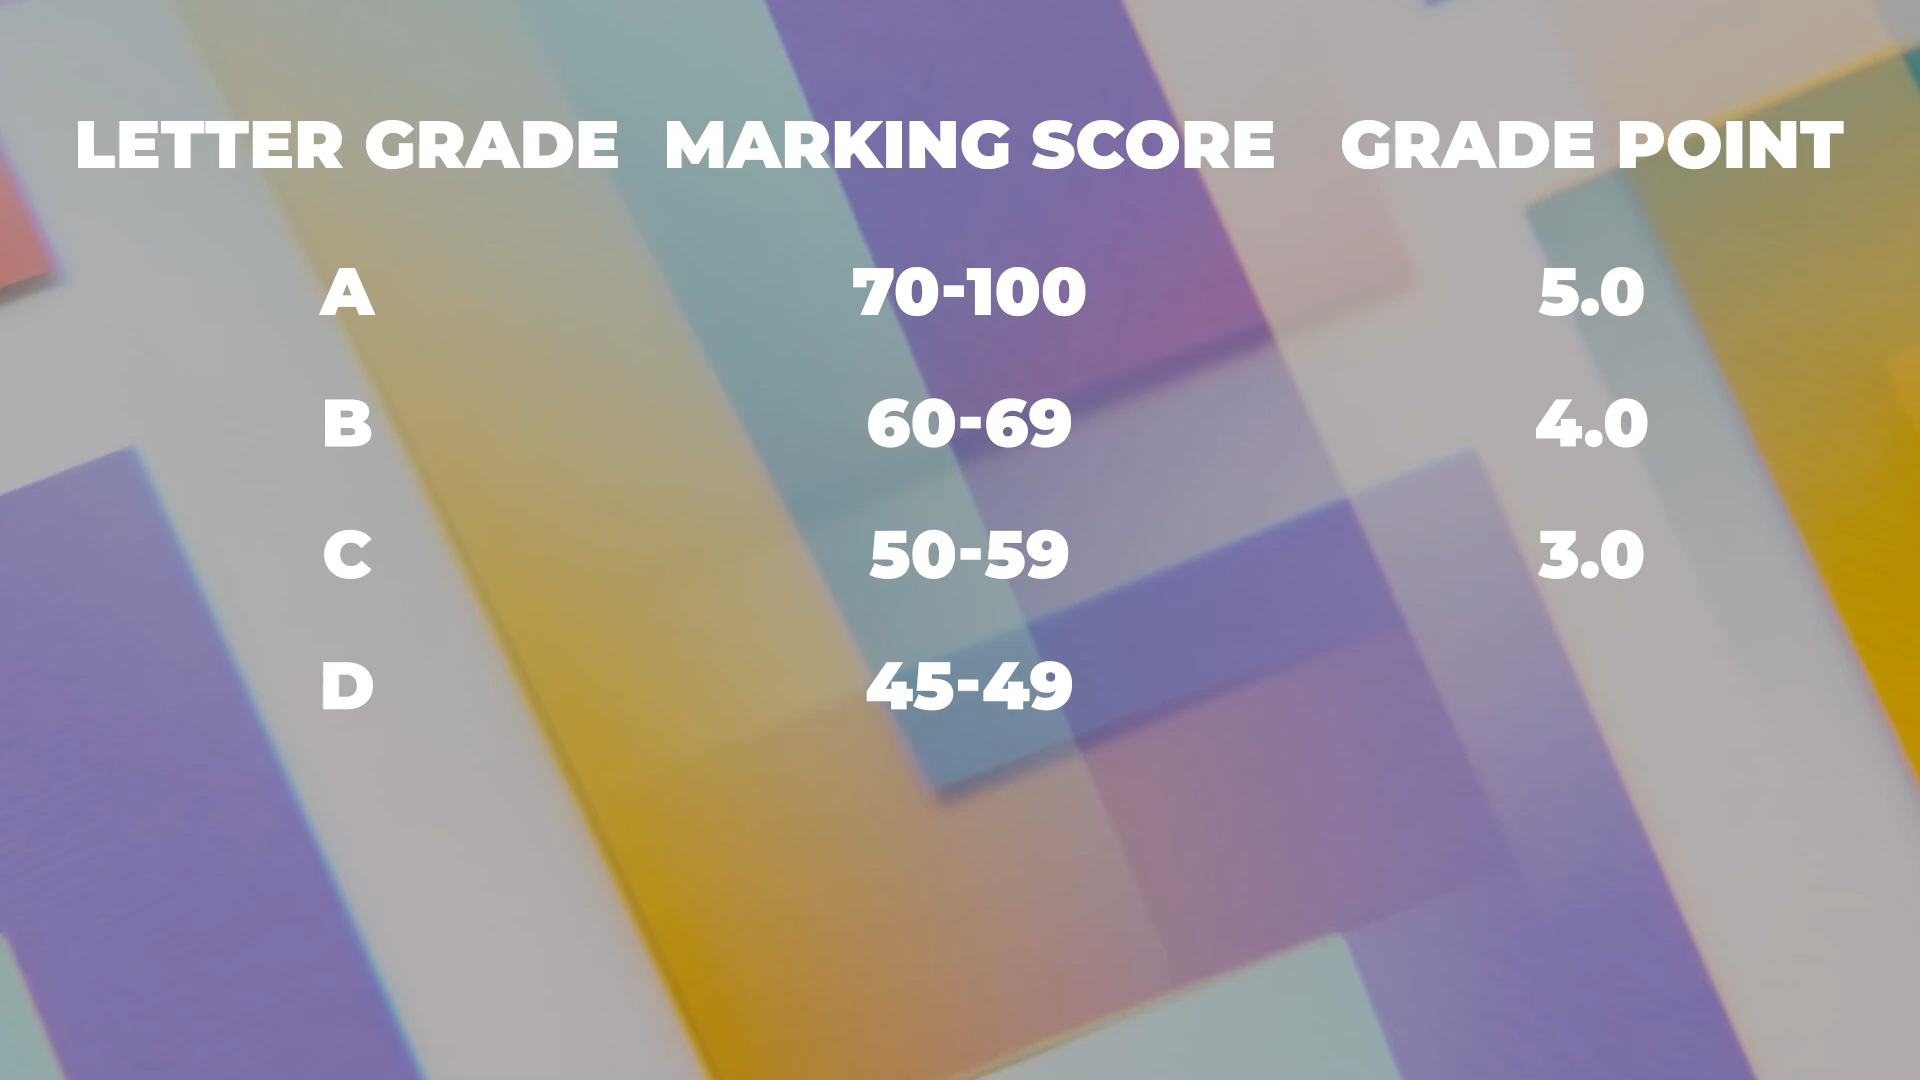 LETTER GRADE MARKING SCORE GRADE POINT
A 70-100 5.0
B 60-69 4.0
C 50-59 3.0
D 45-49